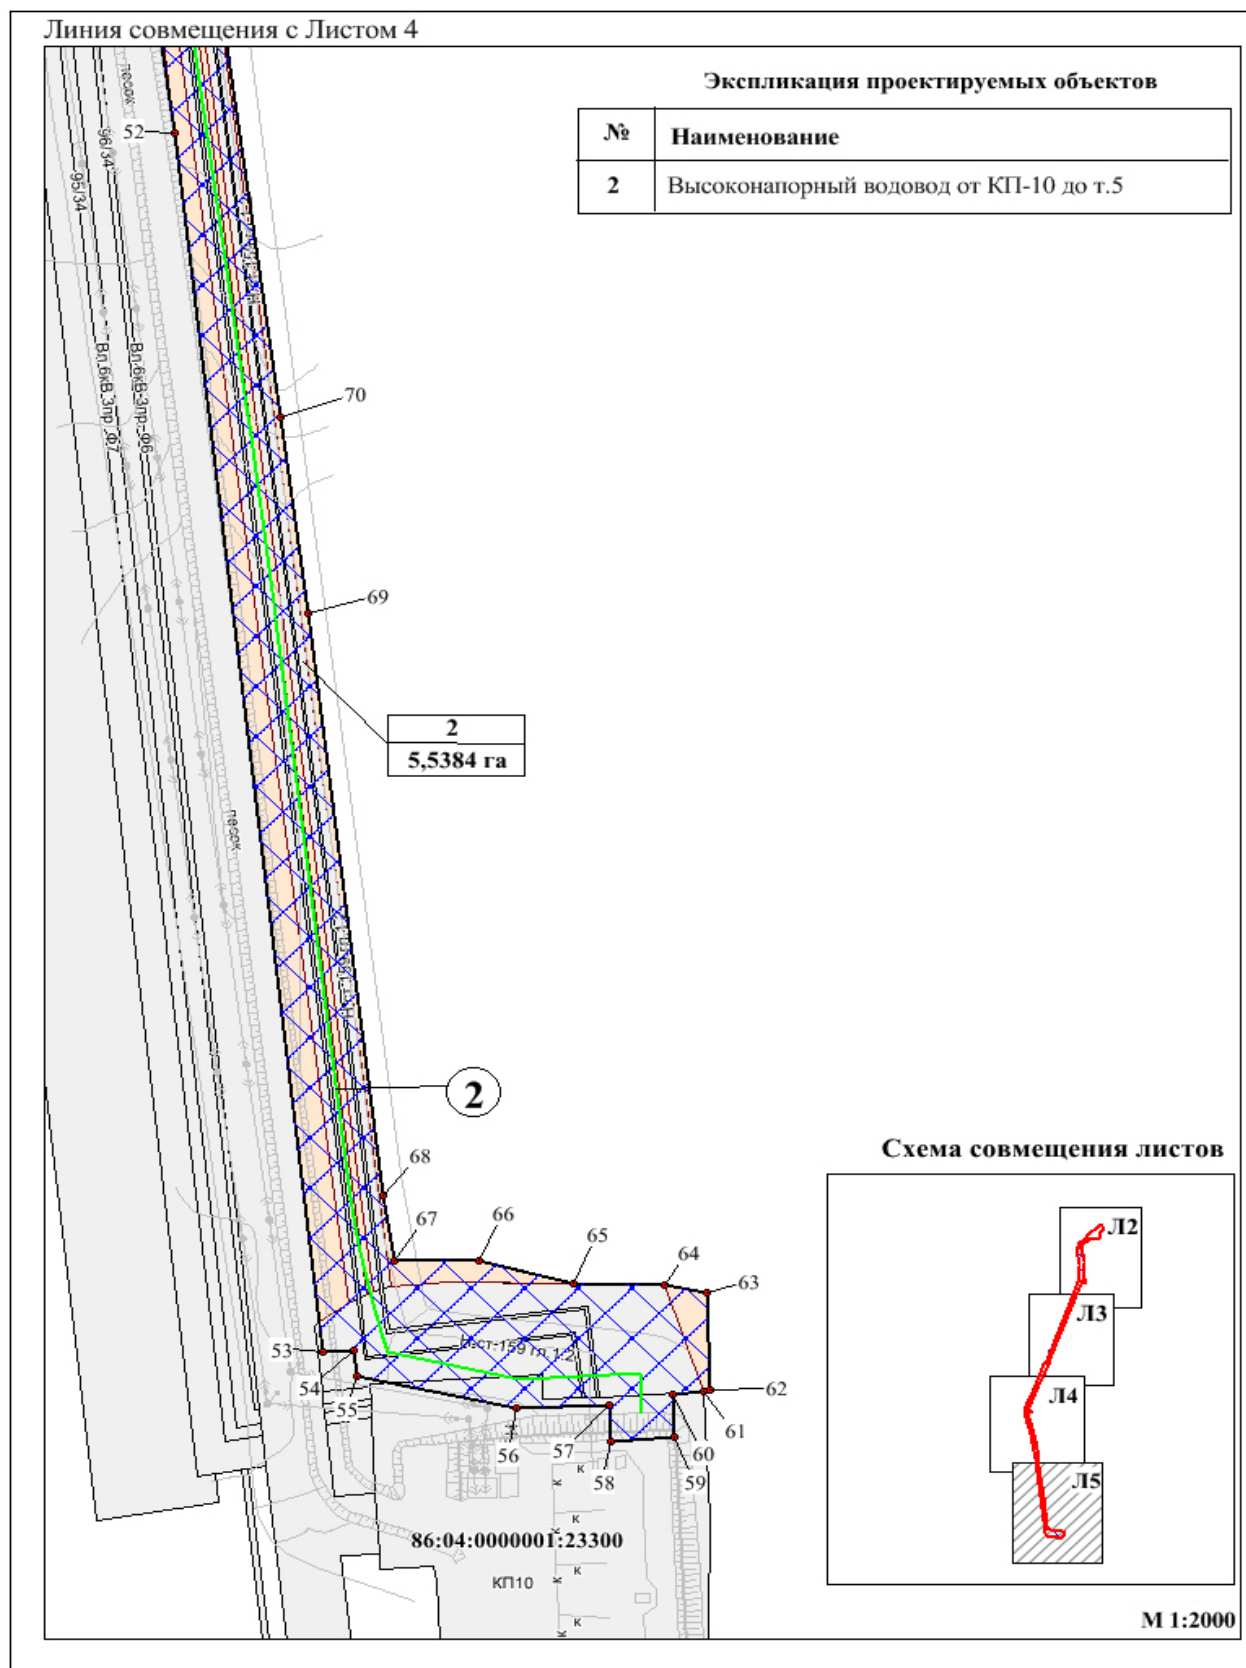 Линия совмещения с Листом 4
Экспликация проектируемых объектов
№ Наименование
2 Высоконапорный водовод от КП-10 до т.5
песок
52
96/34
95/34
Вл.6кВ.3пр.Ф7
Вл.6кВ.3пр.Ф6
70
69
2
5,5384 га
песок
2
68
67
66
65
64
63
53
54
55
56
57
58
59
60
61
62
86:04:0000001:23300
КП10
к
к
к
к
к
к
к
к
Схема совмещения листов
Л2
Л3
Л4
Л5
М 1:2000